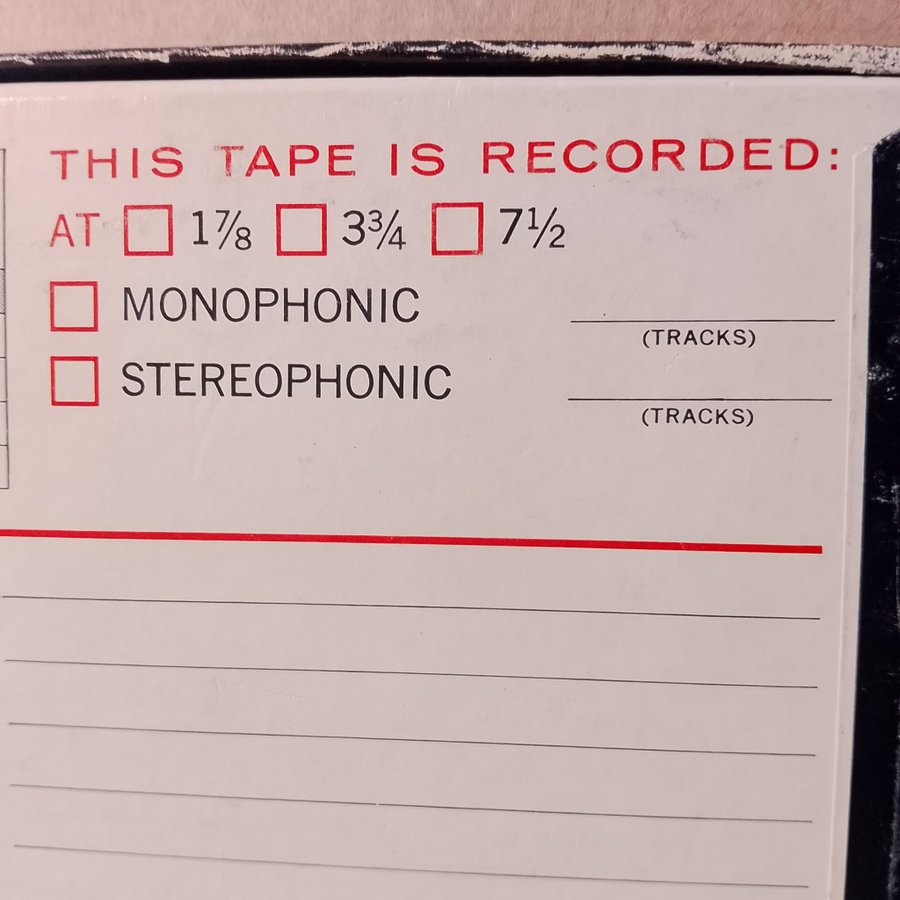 THIS TAPE IS RECORDED:
AT 1⅞ 3¾ 7½
MONOPHONIC
(TRACKS)
STEREOPHONIC
(TRACKS)